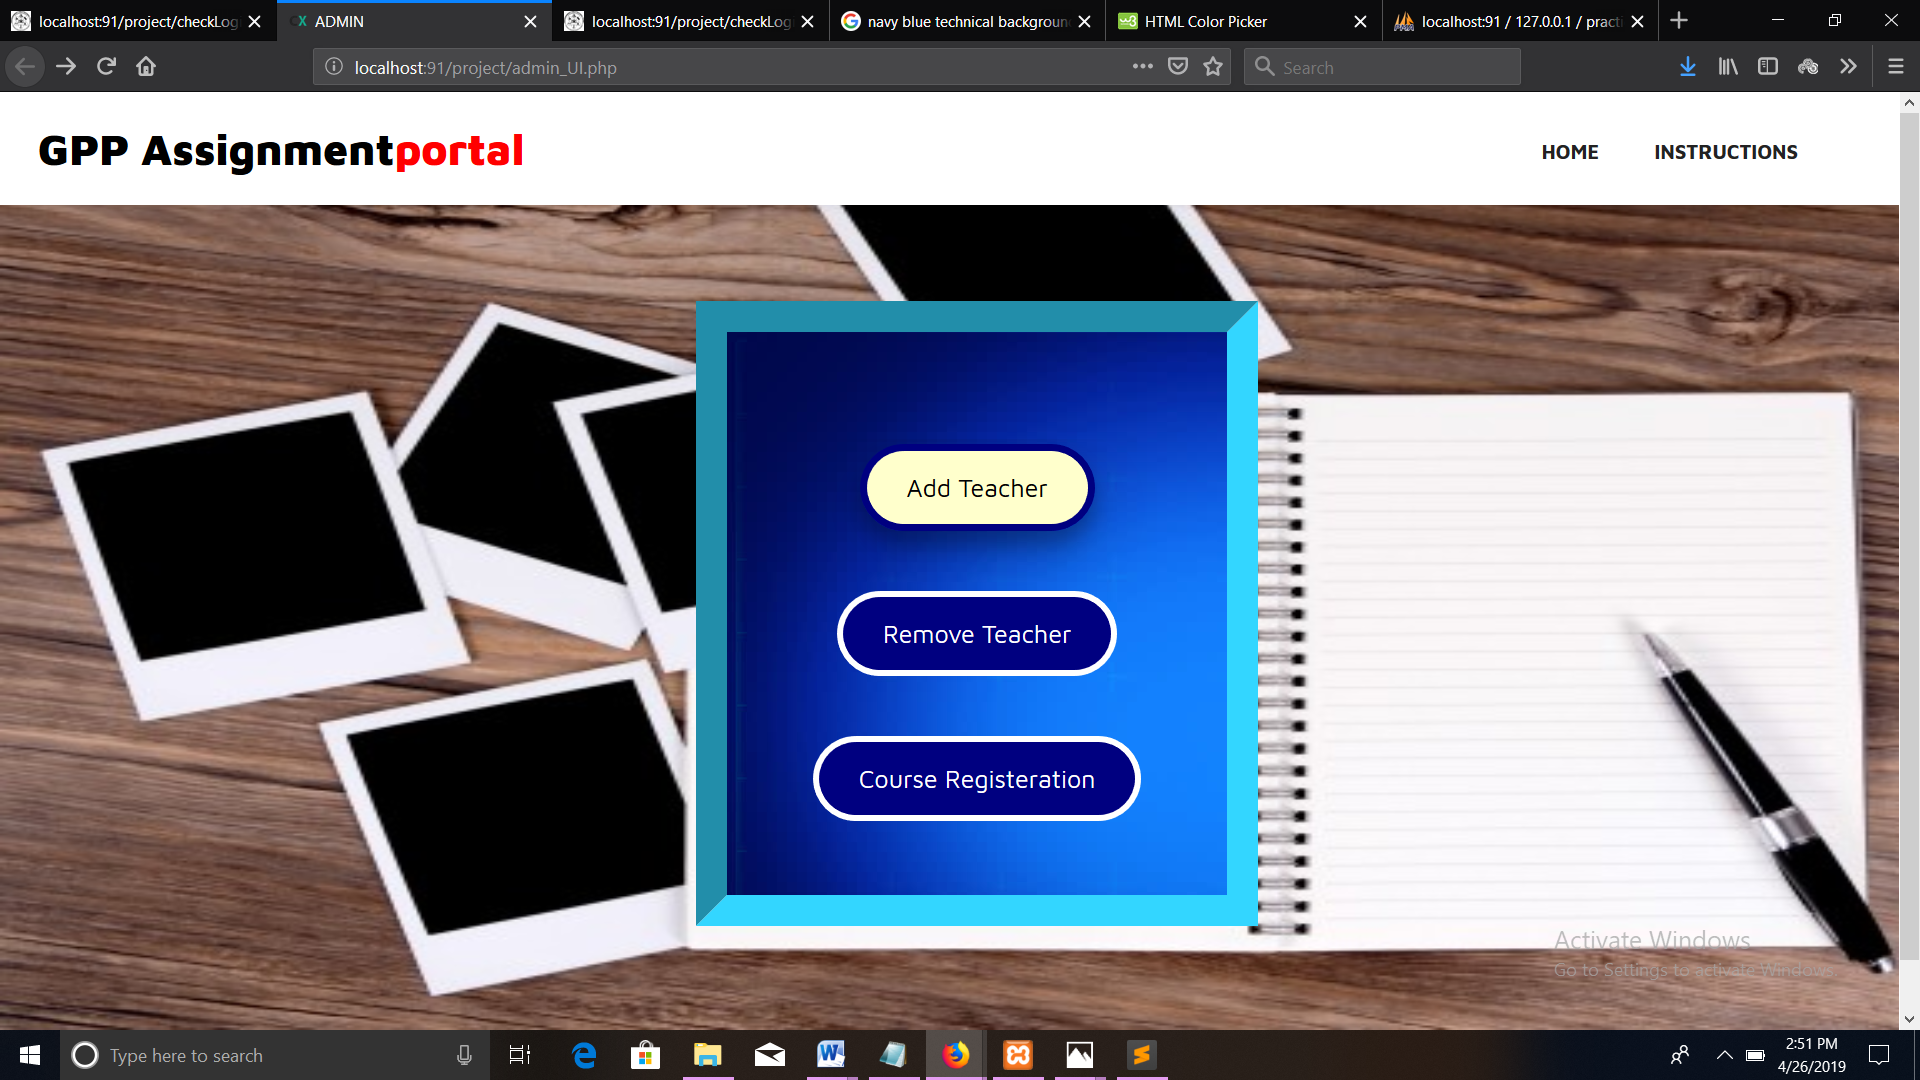 localhost:91/project/checkLog
ADMIN
localhost:91/project/checkLog
navy blue technical backgroun
HTML Color Picker
localhost:91 / 127.0.0.1 / practi
localhost:91/project/admin_UI.php
Search
GPP Assignmentportal
HOME
INSTRUCTIONS
Add Teacher
Remove Teacher
Course Registeration
Activate Windows
Go to Settings to activate Windows.
Type here to search
2:51 PM
4/26/2019